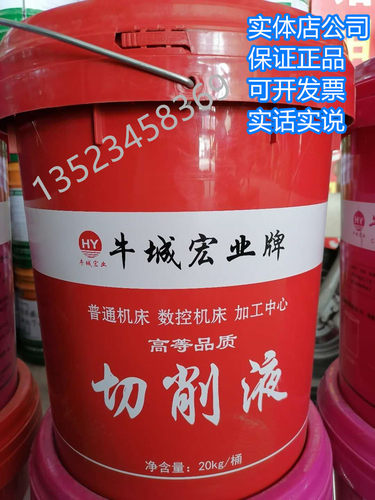 实体店公司
保证正品
可开发票
实话实说
13523458369
HY
牛城宏业
牛城宏业牌
普通机床 数控机床 加工中心
高等品质
切削液
净含量：20kg/桶